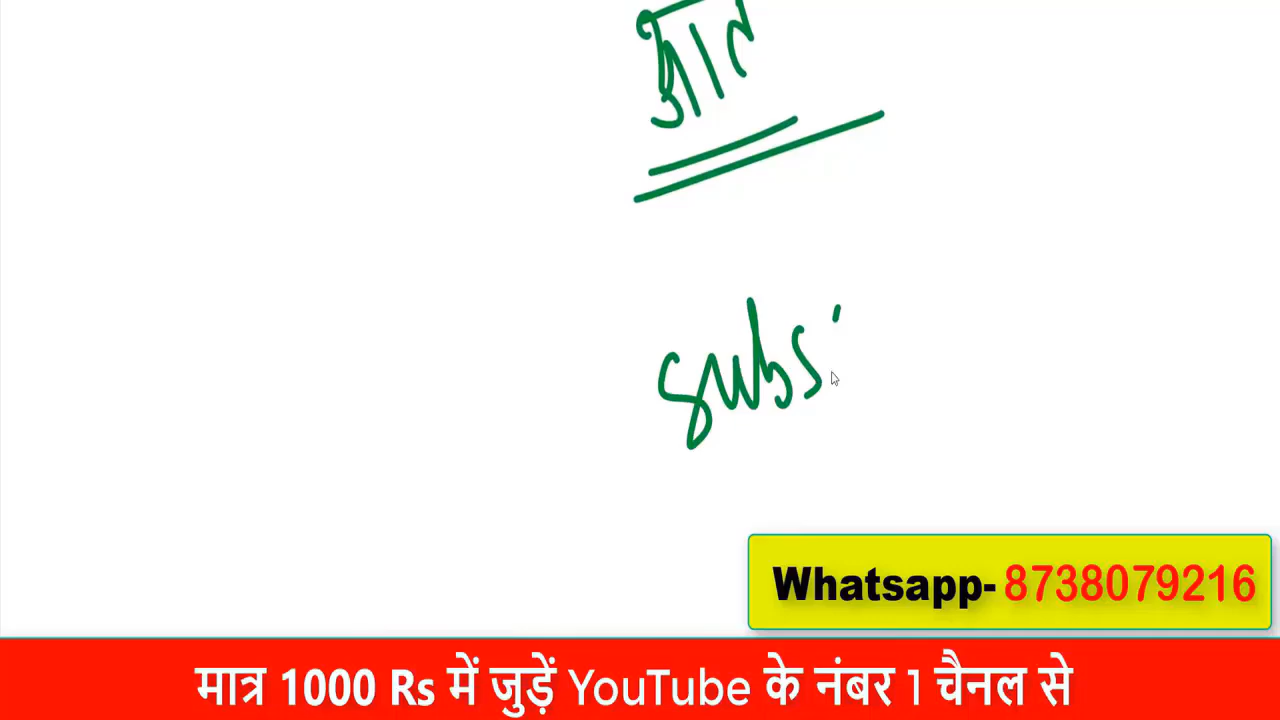 subs
Whatsapp- 8738079216
मात्र 1000 Rs में जुड़ें YouTube के नंबर 1 चैनल से